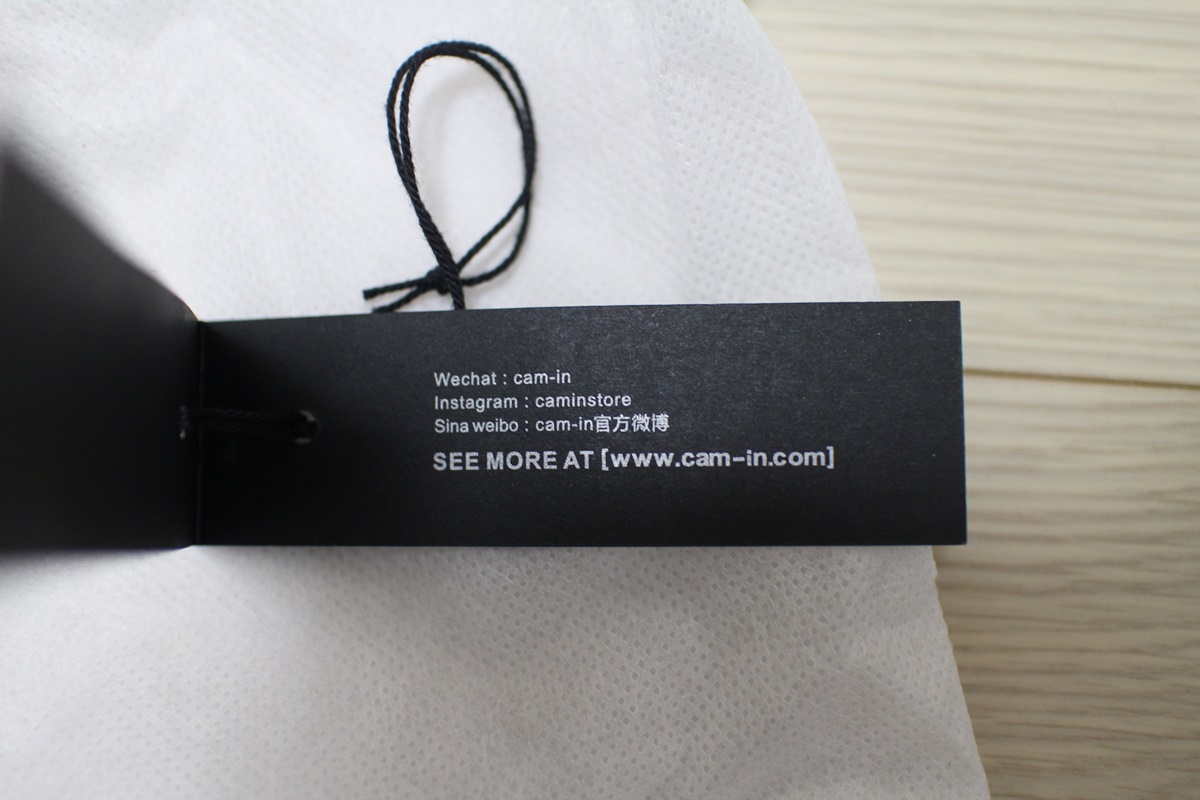 Wechat : cam-in
Instagram : caminstore
Sina weibo : cam-in官方微博
SEE MORE AT [www.cam-in.com]